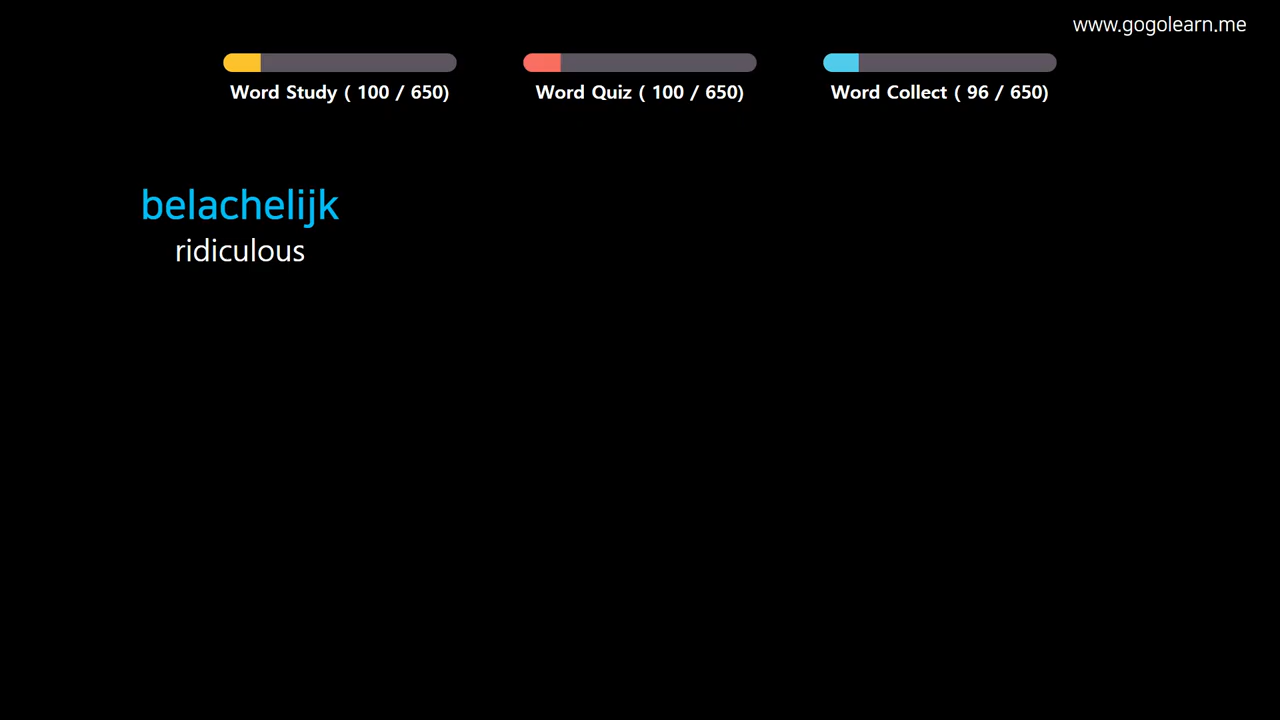 www.gogolearn.me
Word Study ( 100 / 650)
Word Quiz ( 100 / 650)
Word Collect ( 96 / 650)
belachelijk
ridiculous